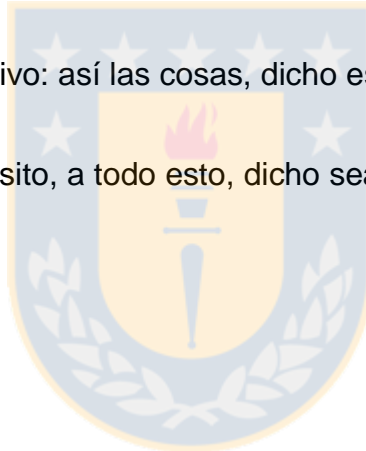 ivo: así las cosas, dicho es
sito, a todo esto, dicho sea